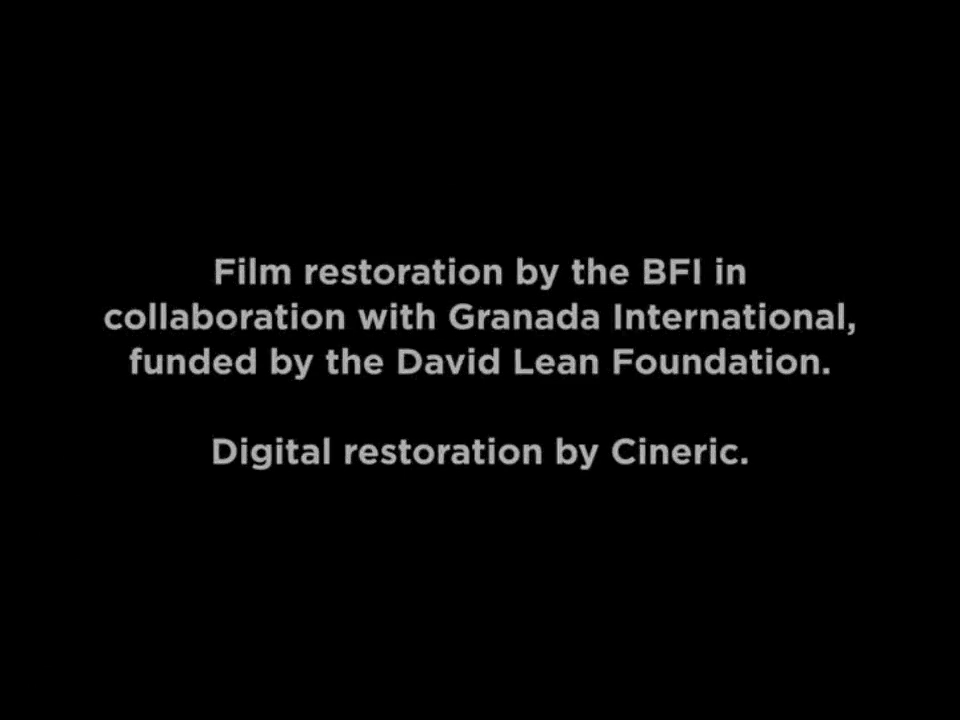 Film restoration by the BFI in
collaboration with Granada International,
funded by the David Lean Foundation.
Digital restoration by Cineric.